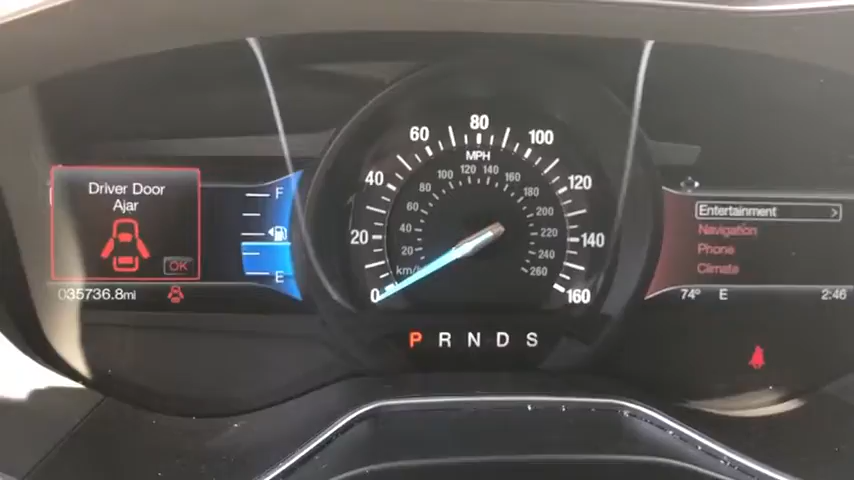 Driver Door
Ajar
OK
035736.8mi
F
E
0
20
40
60
80
100
120
140
160
MPH
km/h
20
40
60
80
100
120
140
160
180
200
220
240
260
P R N D S
Entertainment
Navigation
Phone
Climate
74° E 2:46